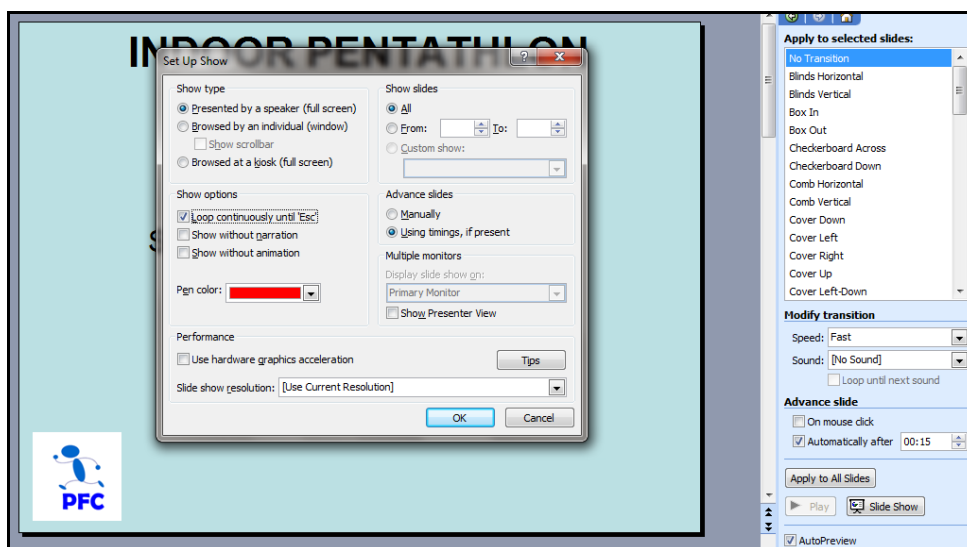 INDOOR PENTATHLON
Set Up Show
Show type
Presented by a speaker (full screen)
Browsed by an individual (window)
Show scrollbar
Browsed at a kiosk (full screen)
Show slides
All
From: To:
Custom show:
Show options
Loop continuously until 'Esc'
Show without narration
Show without animation
Pen color:
Advance slides
Manually
Using timings, if present
Multiple monitors
Display slide show on:
Primary Monitor
Show Presenter View
Performance
Use hardware graphics acceleration
Tips
Slide show resolution: [Use Current Resolution]
OK Cancel
S
PFC
Apply to selected slides:
No Transition
Blinds Horizontal
Blinds Vertical
Box In
Box Out
Checkerboard Across
Checkerboard Down
Comb Horizontal
Comb Vertical
Cover Down
Cover Left
Cover Right
Cover Up
Cover Left-Down
Modify transition
Speed: Fast
Sound: [No Sound]
Loop until next sound
Advance slide
On mouse click
Automatically after 00:15
Apply to All Slides
Play Slide Show
AutoPreview